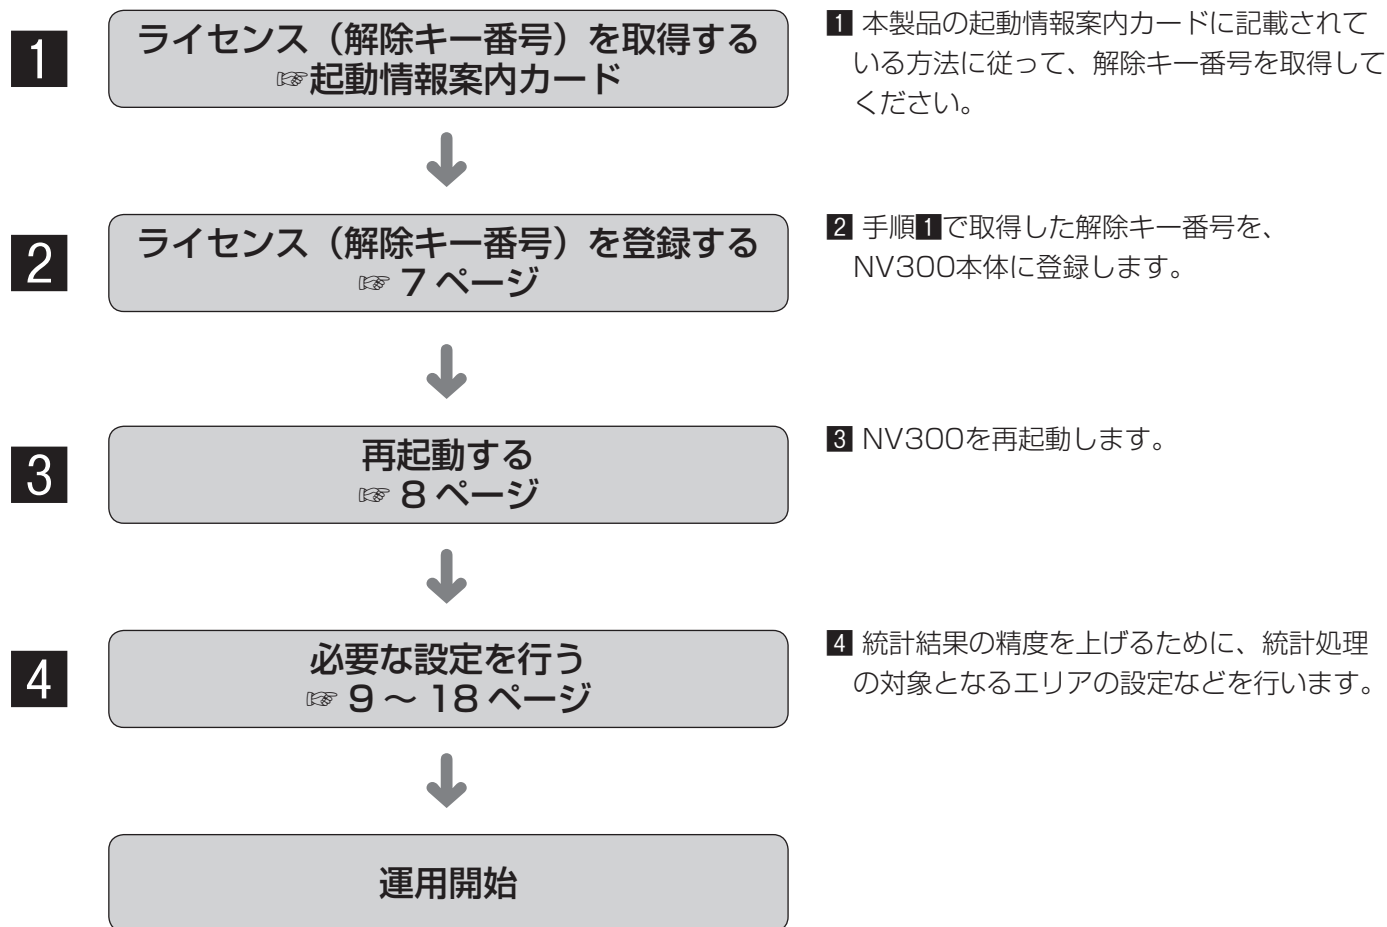 1
ライセンス（解除キー番号）を取得する
☞起動情報案内カード
1 本製品の起動情報案内カードに記載されて
いる方法に従って、解除キー番号を取得して
ください。
2
ライセンス（解除キー番号）を登録する
☞ 7 ページ
2 手順1で取得した解除キー番号を、
NV300本体に登録します。
3
再起動する
☞ 8 ページ
3 NV300を再起動します。
4
必要な設定を行う
☞ 9 ～ 18 ページ
4 統計結果の精度を上げるために、統計処理
の対象となるエリアの設定などを行います。
運用開始